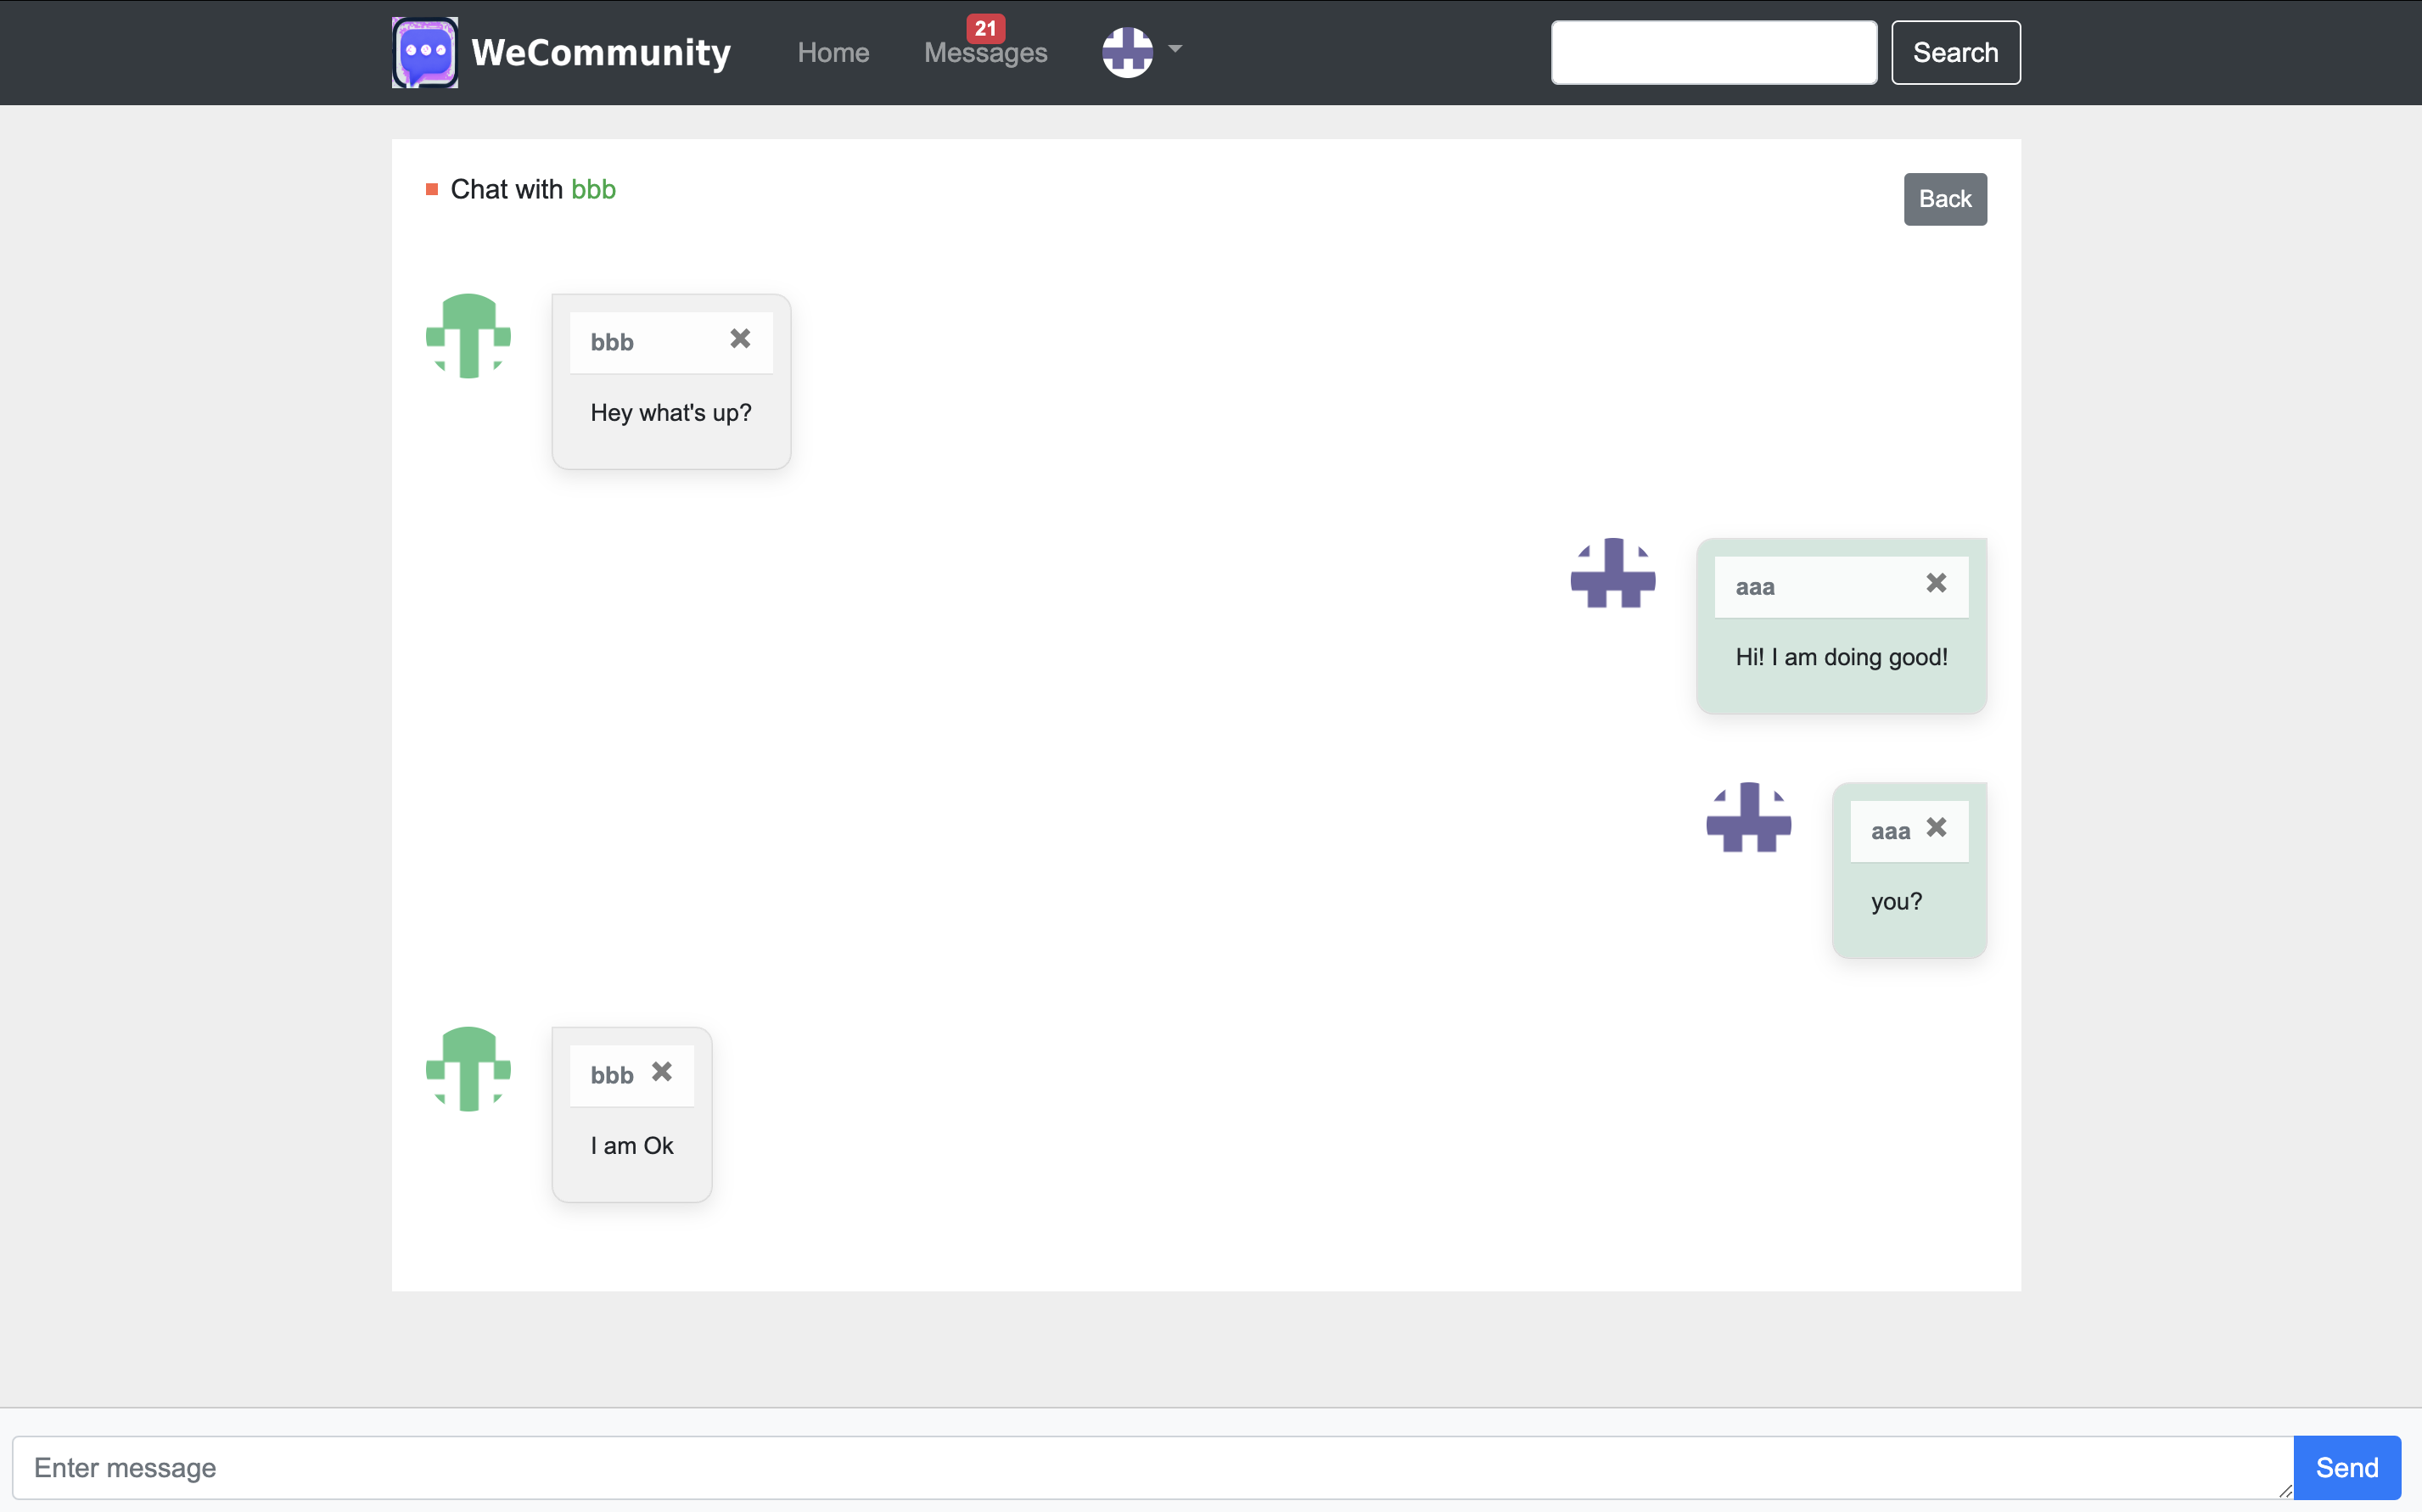 WeCommunity
Home
21
Messages
Search
Chat with bbb
Back
bbb
Hey what's up?
aaa
Hi! I am doing good!
aaa
you?
bbb
I am Ok
Enter message
Send